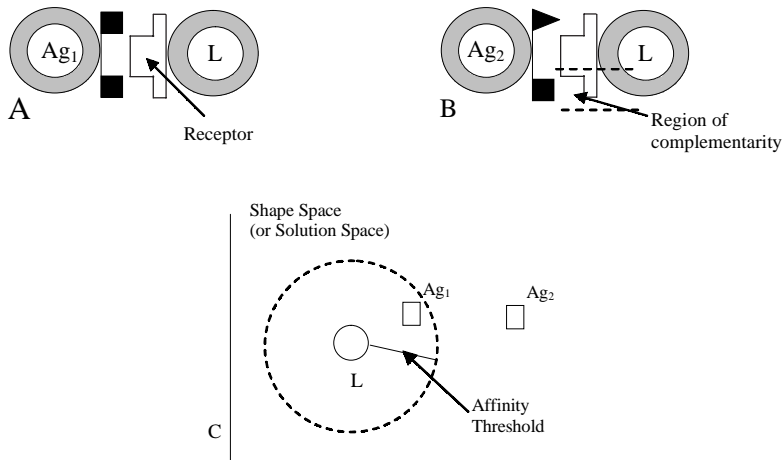 Ag1
L
A
Receptor
Ag2
L
B
Region of
complementarity
Shape Space
(or Solution Space)
Ag1
Ag2
L
Affinity
Threshold
C